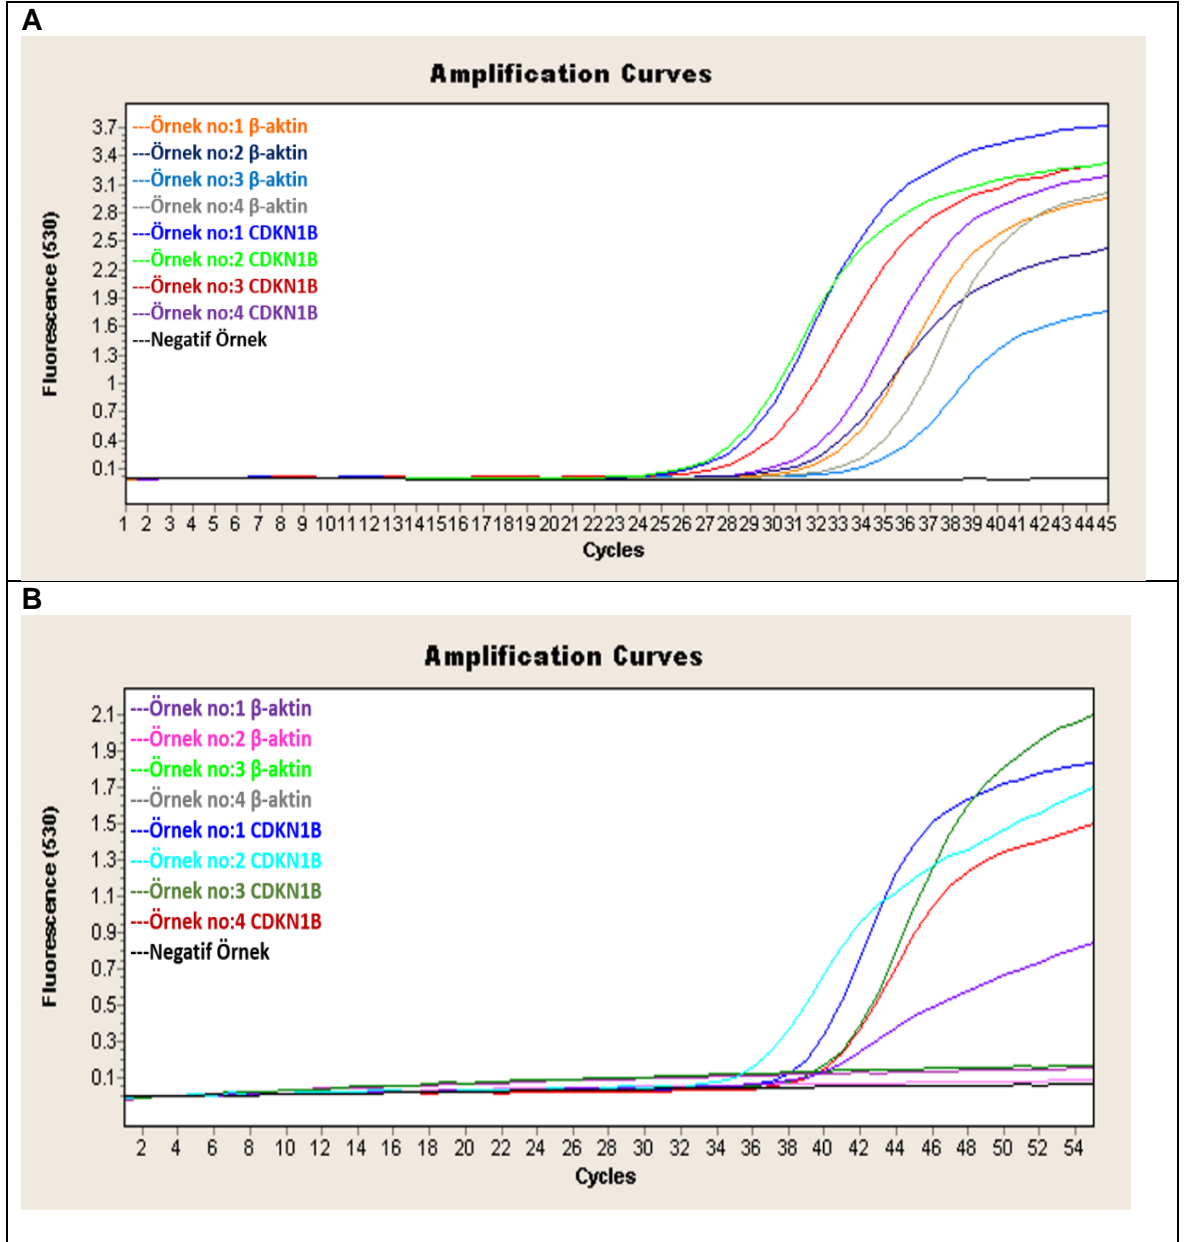 A
Amplification Curves
Fluorescence (530)
3.7
3.4
3.1
2.8
2.5
2.2
1.9
1.6
1.3
1
0.7
0.4
0.1
---Örnek no:1 β-aktin
---Örnek no:2 β-aktin
---Örnek no:3 β-aktin
---Örnek no:4 β-aktin
---Örnek no:1 CDKN1B
---Örnek no:2 CDKN1B
---Örnek no:3 CDKN1B
---Örnek no:4 CDKN1B
---Negatif Örnek
1 2 3 4 5 6 7 8 9 10 11 12 13 14 15 16 17 18 19 20 21 22 23 24 25 26 27 28 29 30 31 32 33 34 35 36 37 38 39 40 41 42 43 44 45
Cycles
B
Amplification Curves
Fluorescence (530)
2.1
1.9
1.7
1.5
1.3
1.1
0.9
0.7
0.5
0.3
0.1
---Örnek no:1 β-aktin
---Örnek no:2 β-aktin
---Örnek no:3 β-aktin
---Örnek no:4 β-aktin
---Örnek no:1 CDKN1B
---Örnek no:2 CDKN1B
---Örnek no:3 CDKN1B
---Örnek no:4 CDKN1B
---Negatif Örnek
2 4 6 8 10 12 14 16 18 20 22 24 26 28 30 32 34 36 38 40 42 44 46 48 50 52 54
Cycles